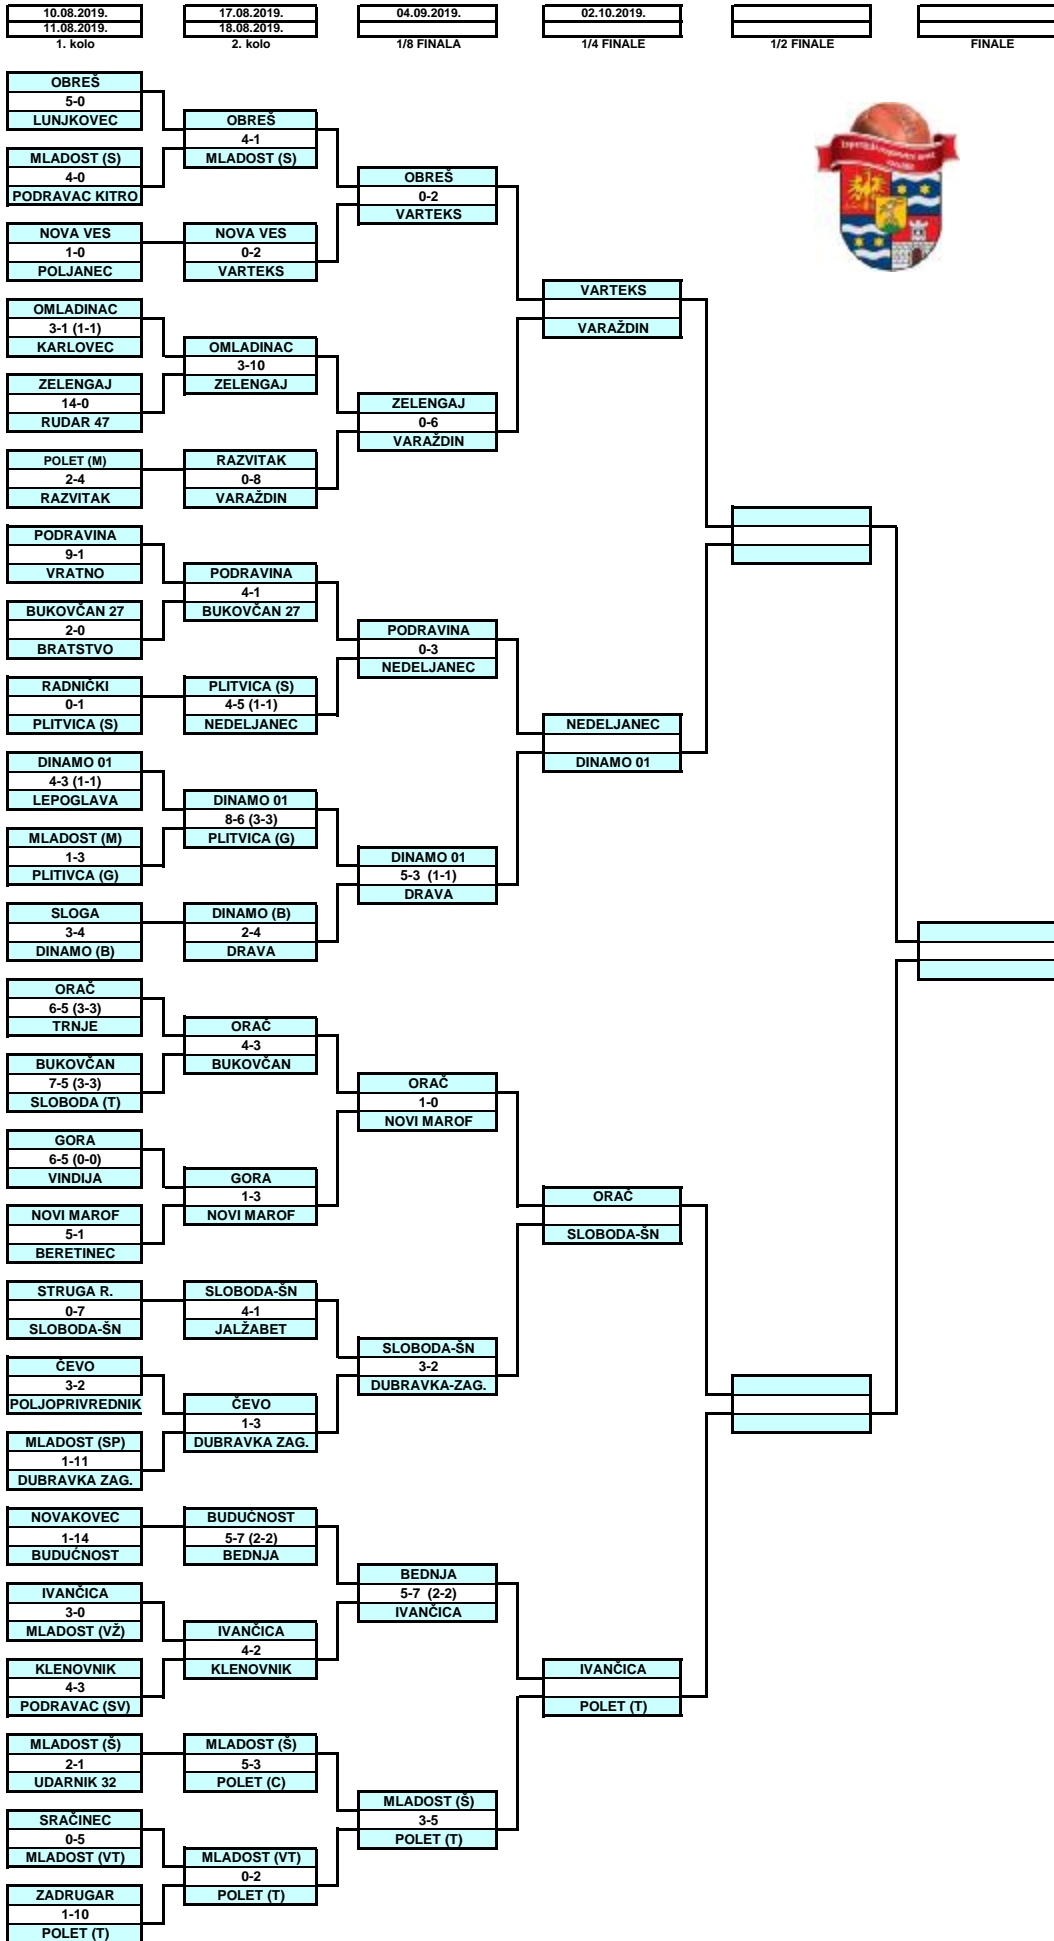 10.08.2019.
11.08.2019.
1. kolo
17.08.2019.
18.08.2019.
2. kolo
04.09.2019.
1/8 FINALA
02.10.2019.
1/4 FINALE
1/2 FINALE
FINALE
OBREŠ
5-0
LUNJKOVEC
MLADOST (S)
4-0
PODRAVAC KITRO
NOVA VES
1-0
POLJANEC
OMLADINAC
3-1 (1-1)
KARLOVEC
ZELENGAJ
14-0
RUDAR 47
POLET (M)
2-4
RAZVITAK
PODRAVINA
9-1
VRATNO
BUKOVČAN 27
2-0
BRATSTVO
RADNIČKI
0-1
PLITVICA (S)
DINAMO 01
4-3 (1-1)
LEPOGLAVA
MLADOST (M)
1-3
PLITIVCA (G)
SLOGA
3-4
DINAMO (B)
ORAČ
6-5 (3-3)
TRNJE
BUKOVČAN
7-5 (3-3)
SLOBODA (T)
GORA
6-5 (0-0)
VINDIJA
NOVI MAROF
5-1
BERETINEC
STRUGA R.
0-7
SLOBODA-ŠN
ČEVO
3-2
POLJOPRIVREDNIK
MLADOST (SP)
1-11
DUBRAVKA ZAG.
NOVAKOVEC
1-14
BUDUĆNOST
IVANČICA
3-0
MLADOST (VŽ)
KLENOVNIK
4-3
PODRAVAC (SV)
MLADOST (Š)
2-1
UDARNIK 32
SRAČINEC
0-5
MLADOST (VT)
ZADRUGAR
1-10
POLET (T)
OBREŠ
4-1
MLADOST (S)
NOVA VES
0-2
VARTEKS
OMLADINAC
3-10
ZELENGAJ
RAZVITAK
0-8
VARAŽDIN
PODRAVINA
4-1
BUKOVČAN 27
PLITVICA (S)
4-5 (1-1)
NEDELJANEC
DINAMO 01
8-6 (3-3)
PLITVICA (G)
DINAMO (B)
2-4
DRAVA
ORAČ
4-3
BUKOVČAN
GORA
1-3
NOVI MAROF
SLOBODA-ŠN
4-1
JALŽABET
ČEVO
1-3
DUBRAVKA ZAG.
BUDUĆNOST
5-7 (2-2)
BEDNJA
IVANČICA
4-2
KLENOVNIK
MLADOST (Š)
5-3
POLET (C)
MLADOST (VT)
0-2
POLET (T)
OBREŠ
0-2
VARTEKS
ZELENGAJ
0-6
VARAŽDIN
PODRAVINA
0-3
NEDELJANEC
DINAMO 01
5-3 (1-1)
DRAVA
ORAČ
1-0
NOVI MAROF
SLOBODA-ŠN
3-2
DUBRAVKA-ZAG.
BEDNJA
5-7 (2-2)
IVANČICA
MLADOST (Š)
3-5
POLET (T)
VARTEKS
VARAŽDIN
NEDELJANEC
DINAMO 01
ORAČ
SLOBODA-ŠN
IVANČICA
POLET (T)